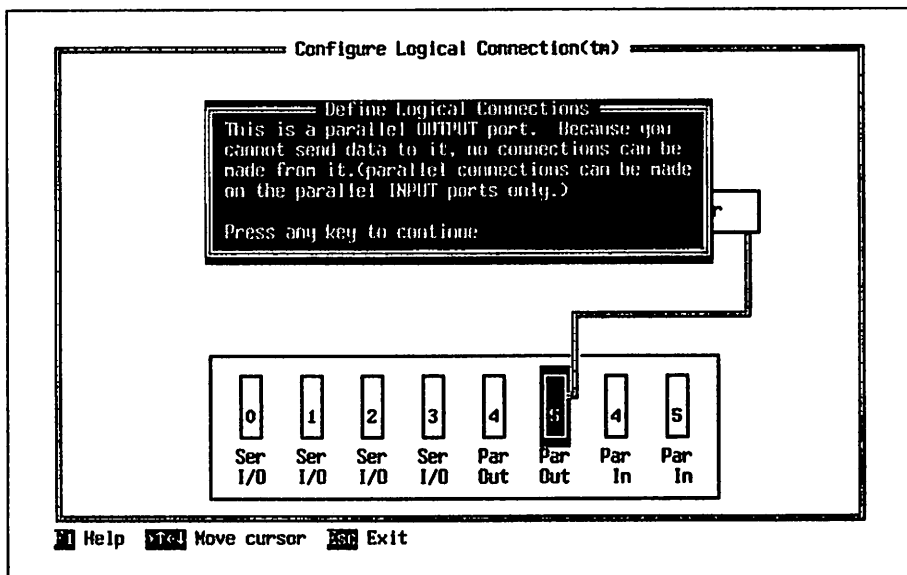 Configure Logical Connection(tm)
Define Logical Connections
This is a parallel OUTPUT port. Because you
cannot send data to it, no connections can be
made from it.(parallel connections can be made
on the parallel INPUT ports only.)
r
Press any key to continue
0 1 2 3 4 5 4 5
Ser Ser Ser Ser Par Par Par Par
I/O I/O I/O I/O Out Out In In
F1 Help Move cursor ESC Exit